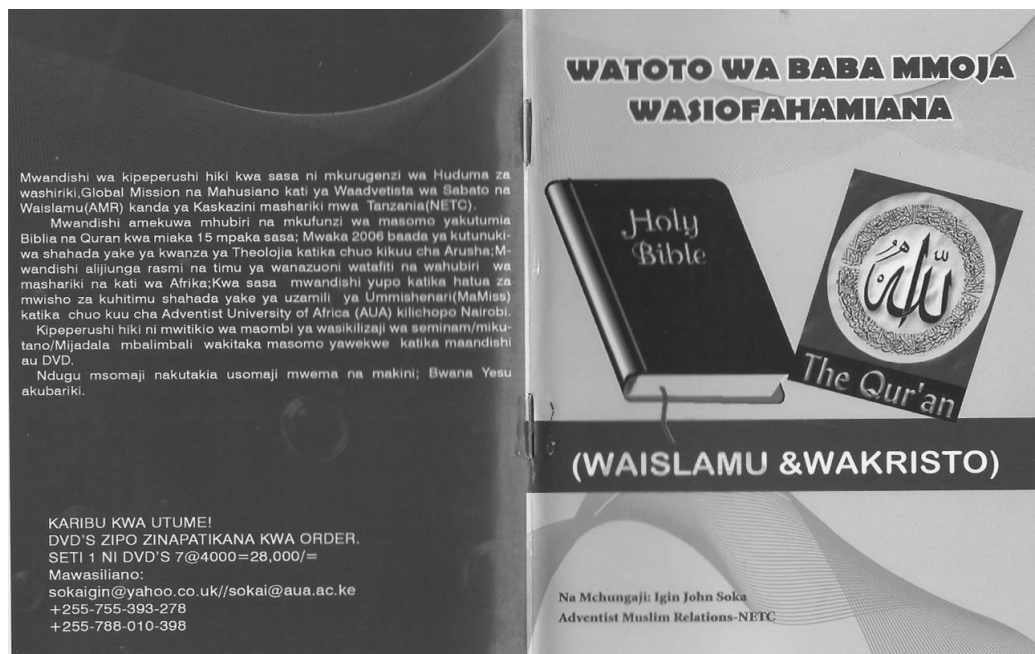 Mwandishi wa kipeperushi hiki kwa sasa ni mkurugenzi wa Huduma za
washiriki,Global Mission na Mahusiano kati ya Waadvetista wa Sabato na
Waislamu(AMR) kanda ya Kaskazini mashariki mwa Tanzania(NETC).
Mwandishi amekuwa mhubiri na mkufunzi wa masomo yakutumia
Biblia na Quran kwa miaka 15 mpaka sasa; Mwaka 2006 baada ya kutunuki-
wa shahada yake ya kwanza ya Theolojia katika chuo kikuu cha Arusha;M-
wandishi alijiunga rasmi na timu ya wanazuoni watafiti na wahubiri wa
mashariki na kati wa Afrika;Kwa sasa mwandishi yupo katika hatua za
mwisho za kuhitimu shahada yake ya uzamili ya Ummishenari(MaMiss)
katika chuo kuu cha Adventist University of Africa (AUA) kilichopo Nairobi.
Kipeperushi hiki ni mwitikio wa maombi ya wasikilizaji wa seminam/miku-
tano/Mijadala mbalimbali wakitaka masomo yawekwe katika maandishi
au DVD.
Ndugu msomaji nakutakia usomaji mwema na makini; Bwana Yesu
akubariki.
KARIBU KWA UTUME!
DVD'S ZIPO ZINAPATIKANA KWA ORDER.
SETI 1 NI DVD'S 7@4000=28,000/=
Mawasiliano:
sokaigin@yahoo.co.uk//sokai@aua.ac.ke
+255-755-393-278
+255-788-010-398
WATOTO WA BABA MMOJA
WASIOFAHAMIANA
Holy
Bible
الله
The Qur'an
(WAISLAMU &WAKRISTO)
Na Mchungaji: Igin John Soka
Adventist Muslim Relations-NETC